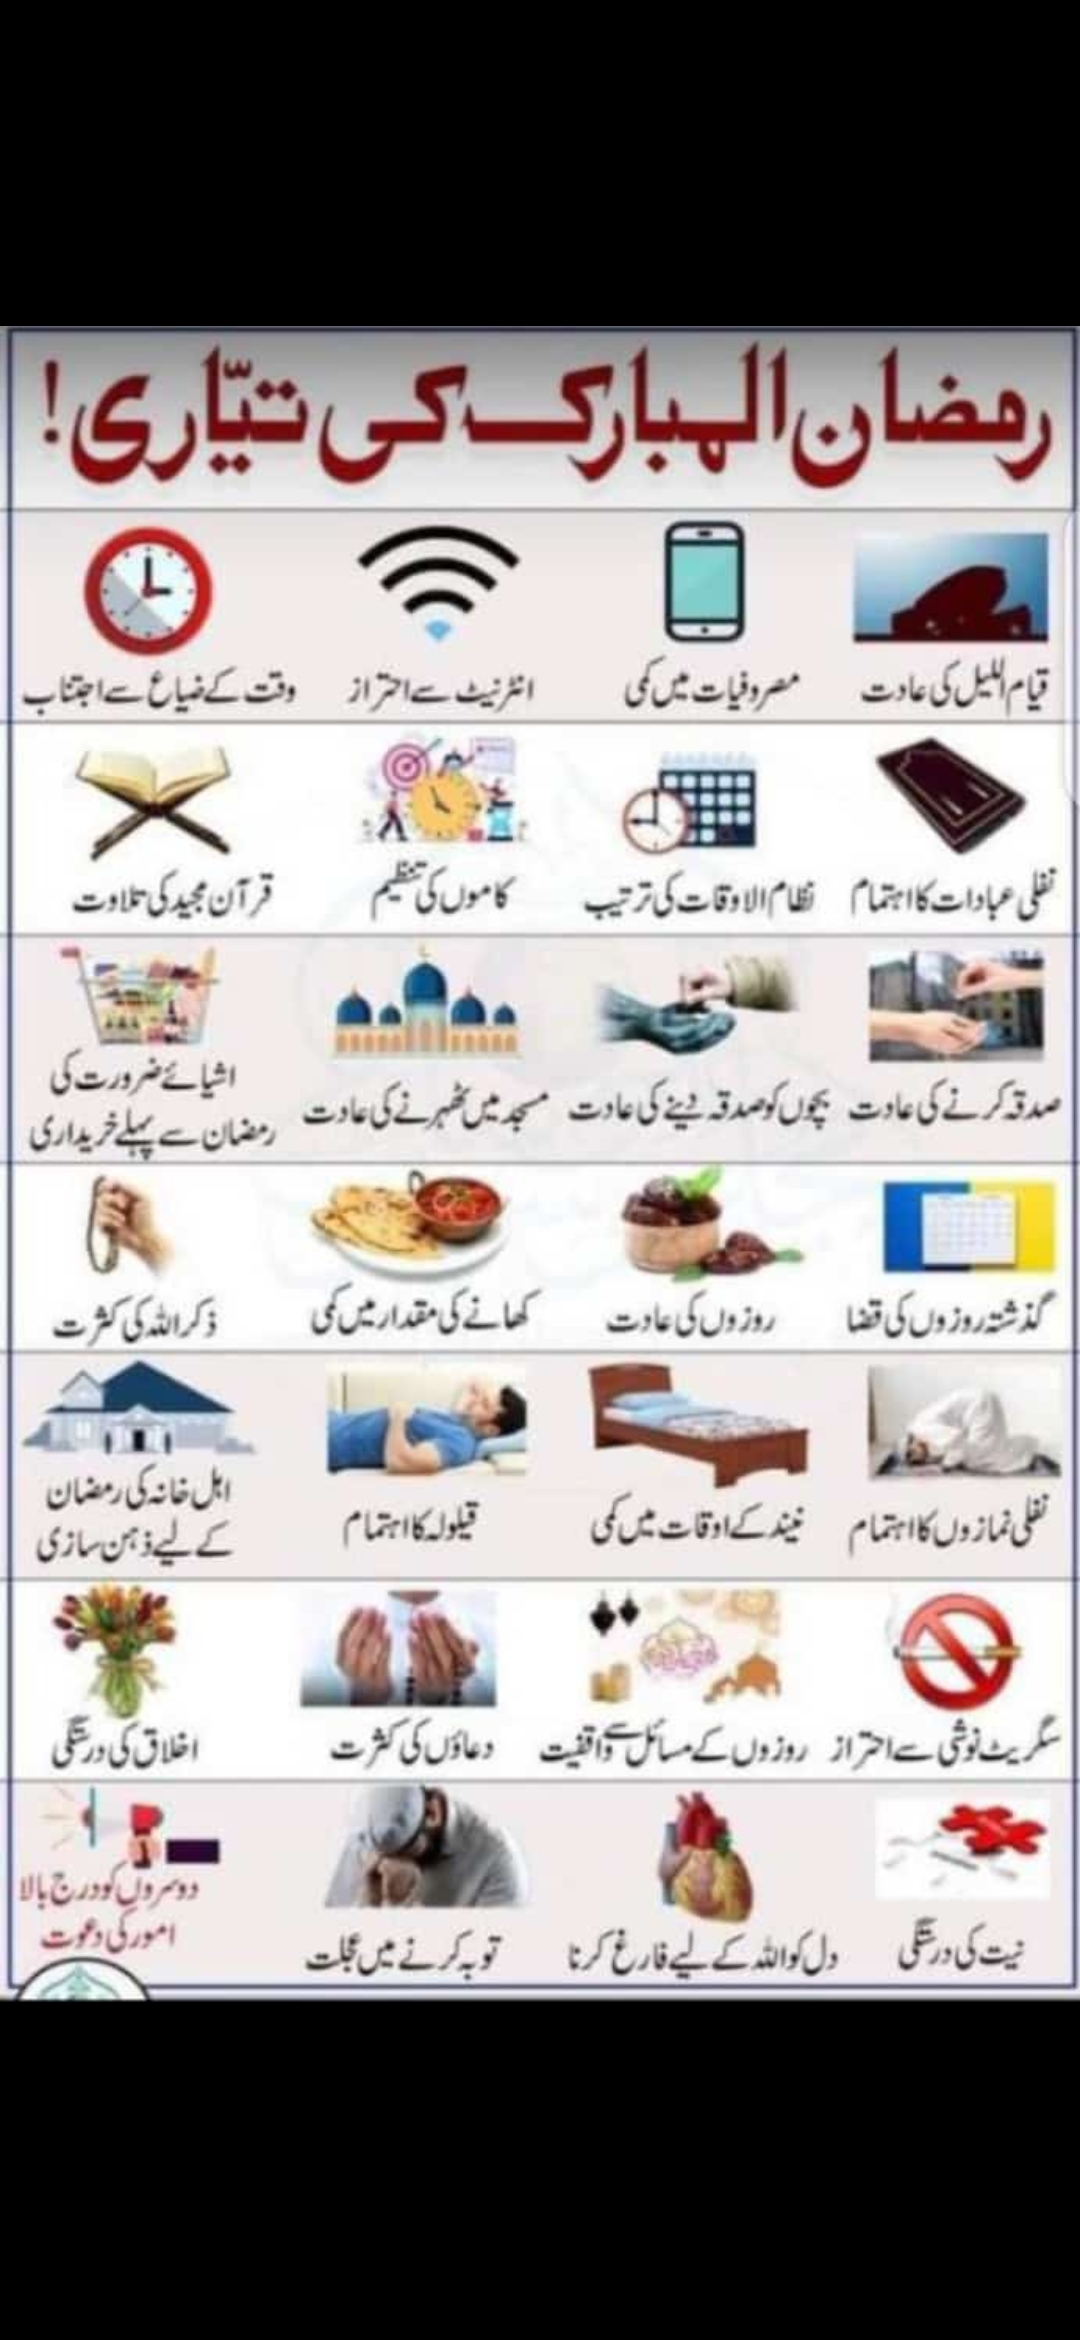 رمضان المبارک کی تیّاری!
قیام اللیل کی عادت
مصروفیات میں کمی
انٹرنیٹ سے احتراز
وقت کے ضیاع سے اجتناب
نفلی عبادات کا اہتمام
نظام الاوقات کی ترتیب
کاموں کی تنظیم
قرآن مجید کی تلاوت
صدقہ کرنے کی عادت
بچوں کو صدقہ دینے کی عادت
مسجد میں ٹھہرنے کی عادت
اشیائے ضرورت کی
رمضان سے پہلے خریداری
گذشتہ روزوں کی قضا
روزوں کی عادت
کھانے کی مقدار میں کمی
ذکر اللہ کی کثرت
نفلی نمازوں کا اہتمام
نیند کے اوقات میں کمی
قیلولہ کا اہتمام
اہل خانہ کی رمضان
کے لیے ذہن سازی
سگریٹ نوشی سے احتراز
روزوں کے مسائل سے واقفیت
دعاؤں کی کثرت
اخلاق کی درستگی
نیت کی درستگی
دل کو اللہ کے لیے فارغ کرنا
توبہ کرنے میں عجلت
دوسروں کو درج بالا
امور کی دعوت